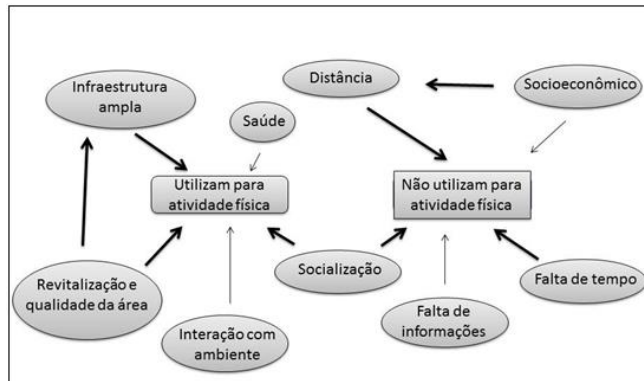 Infraestrutura
ampla
Distância
Socioeconômico
Saúde
Utilizam para
atividade física
Não utilizam para
atividade física
Revitalização e
qualidade da área
Socialização
Falta de tempo
Interação com
ambiente
Falta de
informações